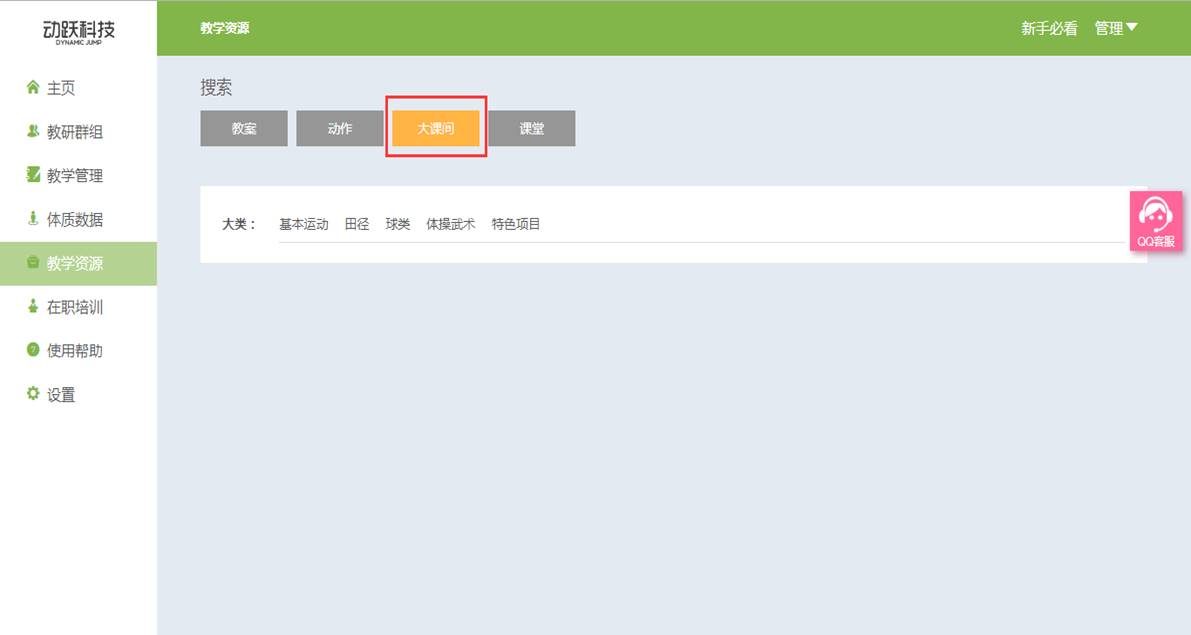 动跃科技
DYNAMIC JUMP
教学资源
新手必看 管理
主页
教研群组
教学管理
体质数据
教学资源
在职培训
使用帮助
设置
搜索
教案 动作 大课间 课堂
大类： 基本运动 田径 球类 体操武术 特色项目
QQ客服